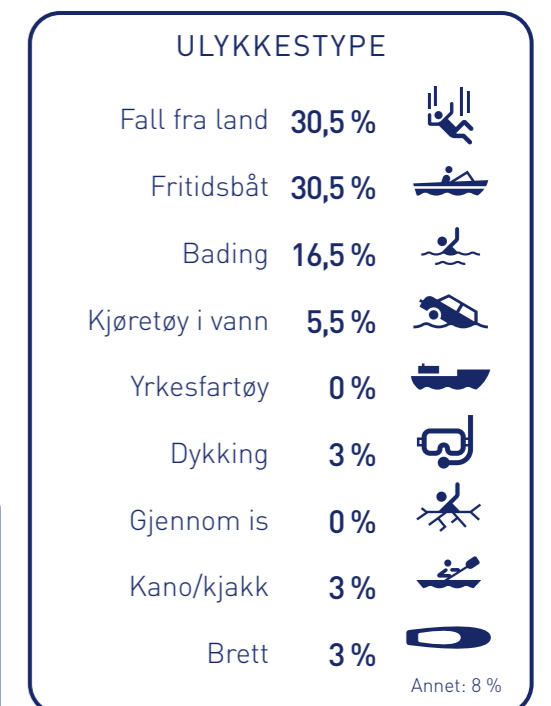 ULYKKESTYPE
Fall fra land 30,5 %
Fritidsbåt 30,5 %
Bading 16,5 %
Kjøretøy i vann 5,5 %
Yrkesfartøy 0 %
Dykking 3 %
Gjennom is 0 %
Kano/kjakk 3 %
Brett 3 %
Annet: 8 %